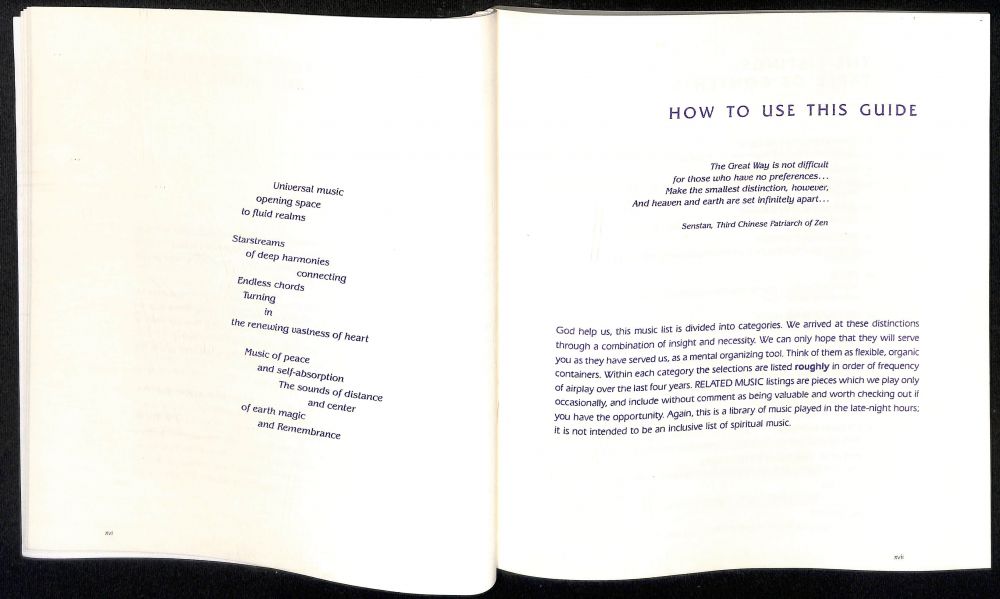 Universal music
opening space
to fluid realms
Starstreams
of deep harmonies
connecting
Endless chords
Turning
in
the renewing vastness of heart
Music of peace
and self-absorption
The sounds of distance
and center
of earth magic
and Remembrance
xvi
HOW TO USE THIS GUIDE
The Great Way is not difficult
for those who have no preferences...
Make the smallest distinction, however,
And heaven and earth are set infinitely apart...
Senstan, Third Chinese Patriarch of Zen
God help us, this music list is divided into categories. We arrived at these distinctions
through a combination of insight and necessity. We can only hope that they will serve
you as they have served us, as a mental organizing tool. Think of them as flexible, organic
containers. Within each category the selections are listed roughly in order of frequency
of airplay over the last four years. RELATED MUSIC listings are pieces which we play only
occasionally, and include without comment as being valuable and worth checking out if
you have the opportunity. Again, this is a library of music played in the late-night hours;
it is not intended to be an inclusive list of spiritual music.
xvii